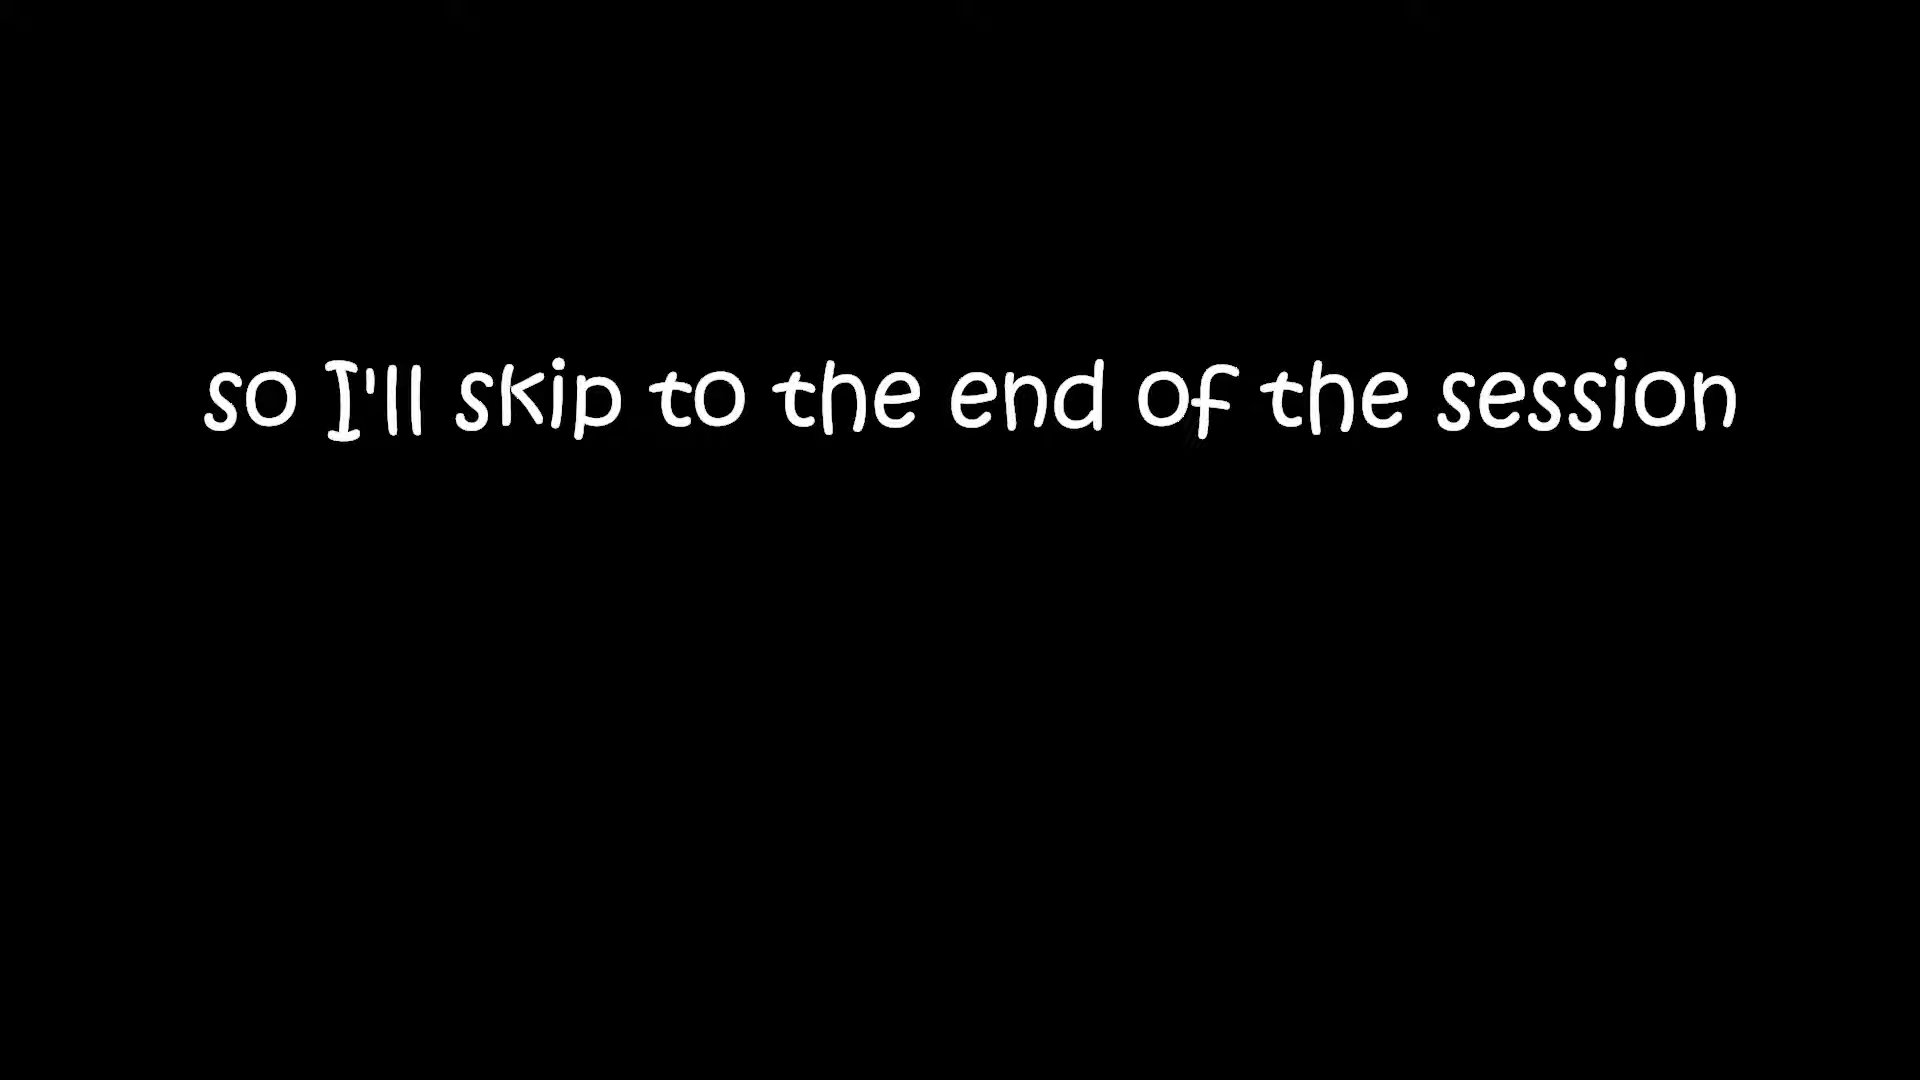 so I'll skip to the end of the session